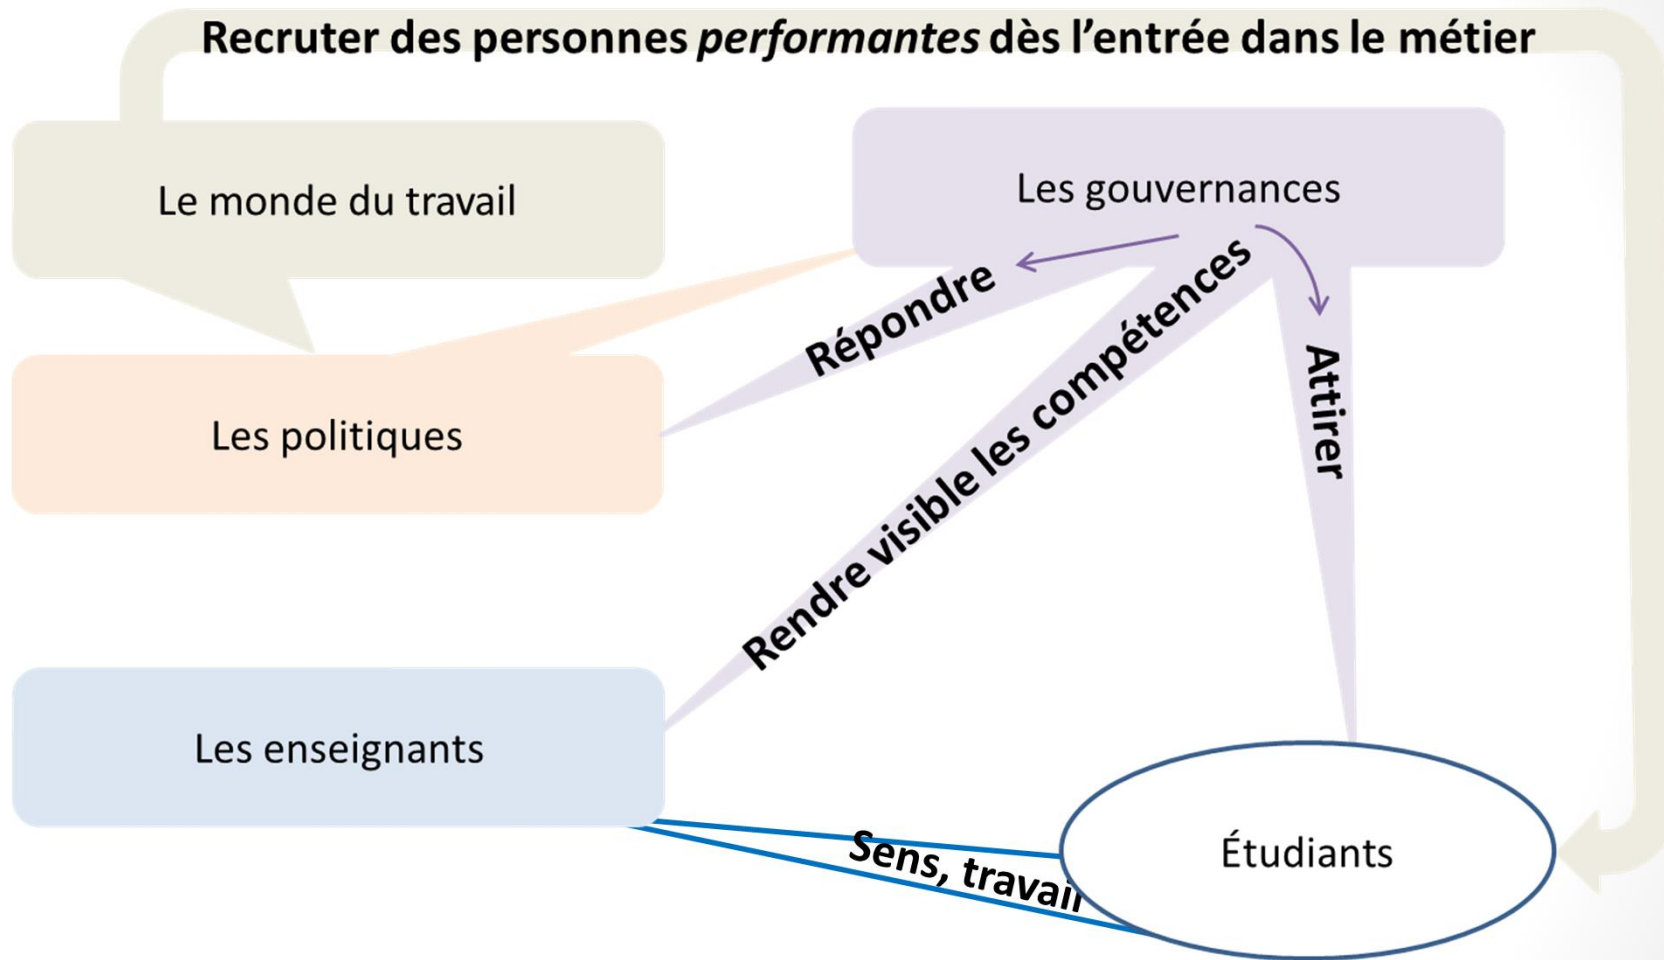 Recruter des personnes performantes dès l’entrée dans le métier
Le monde du travail
Les gouvernances
Répondre
Rendre visible les compétences
Attirer
Les politiques
Les enseignants
Sens, travail
Étudiants